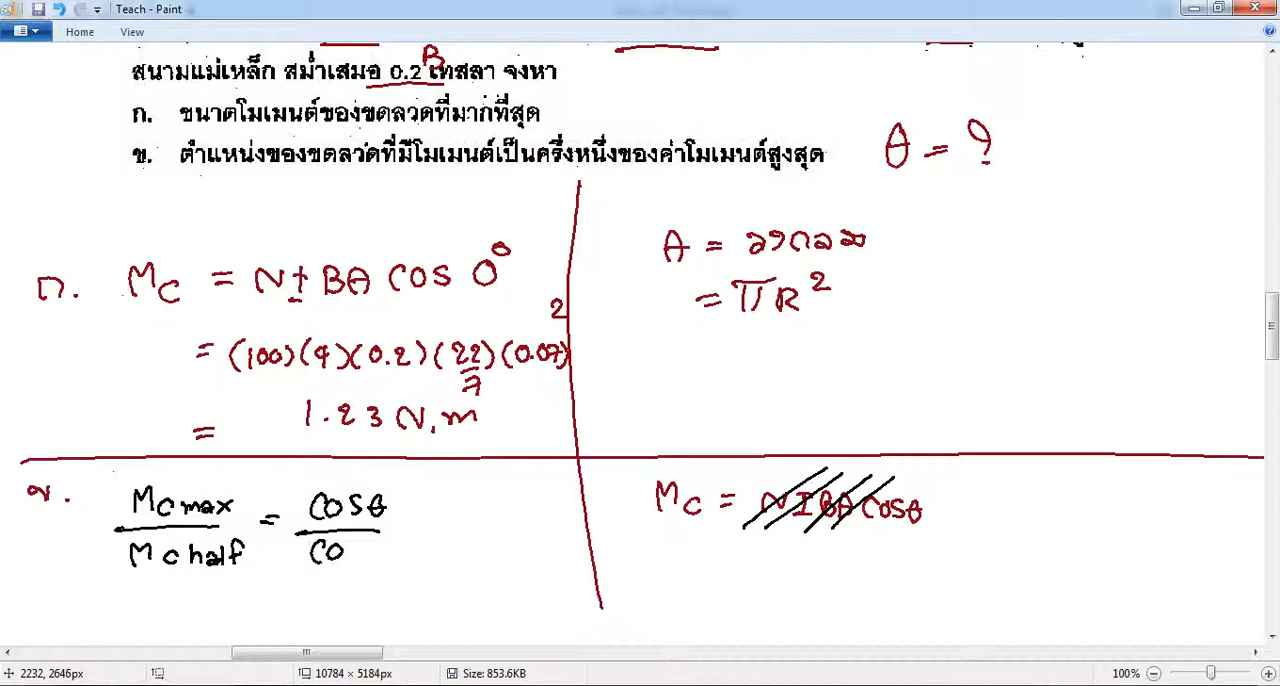 Teach - Paint
Home View
สนามแม่เหล็ก สม่ำเสมอ 0.2 เทสลา จงหา
B
ก. ขนาดโมเมนต์ของขดลวดที่มากที่สุด
ข. ตำแหน่งของขดลวดที่มีโมเมนต์เป็นครึ่งหนึ่งของค่าโมเมนต์สูงสุด
θ = ?
ก. Mc = NI BA COS 0°
= (100)(4)(0.2)(22/7)(0.07)²
= 1.23 N.m
A = วงกลม
= πR²
ข. Mc max / Mc half = COSθ / CO
Mc = NIBA COSθ
2232, 2646px
10784 × 5184px
Size: 853.6KB
100%